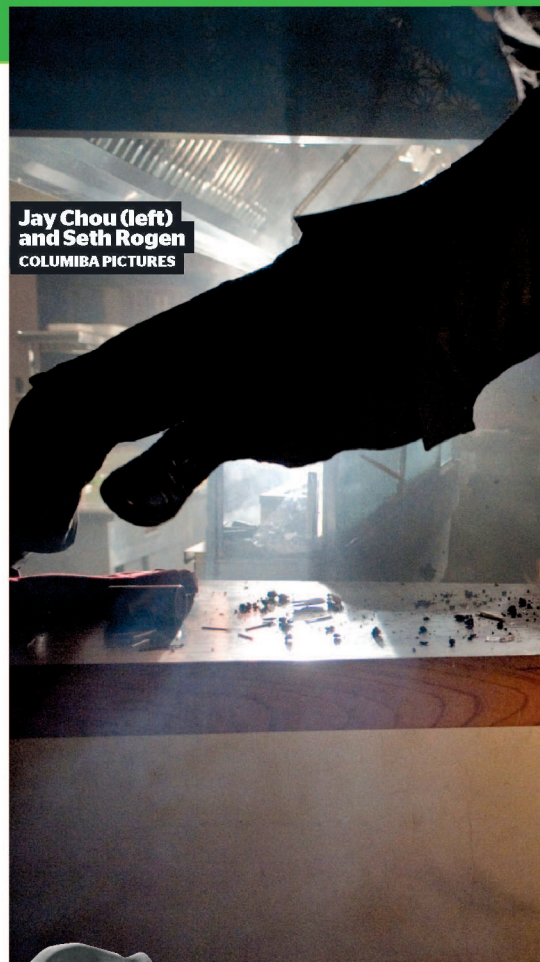 Jay Chou (left)
and Seth Rogen
COLUMIBA PICTURES